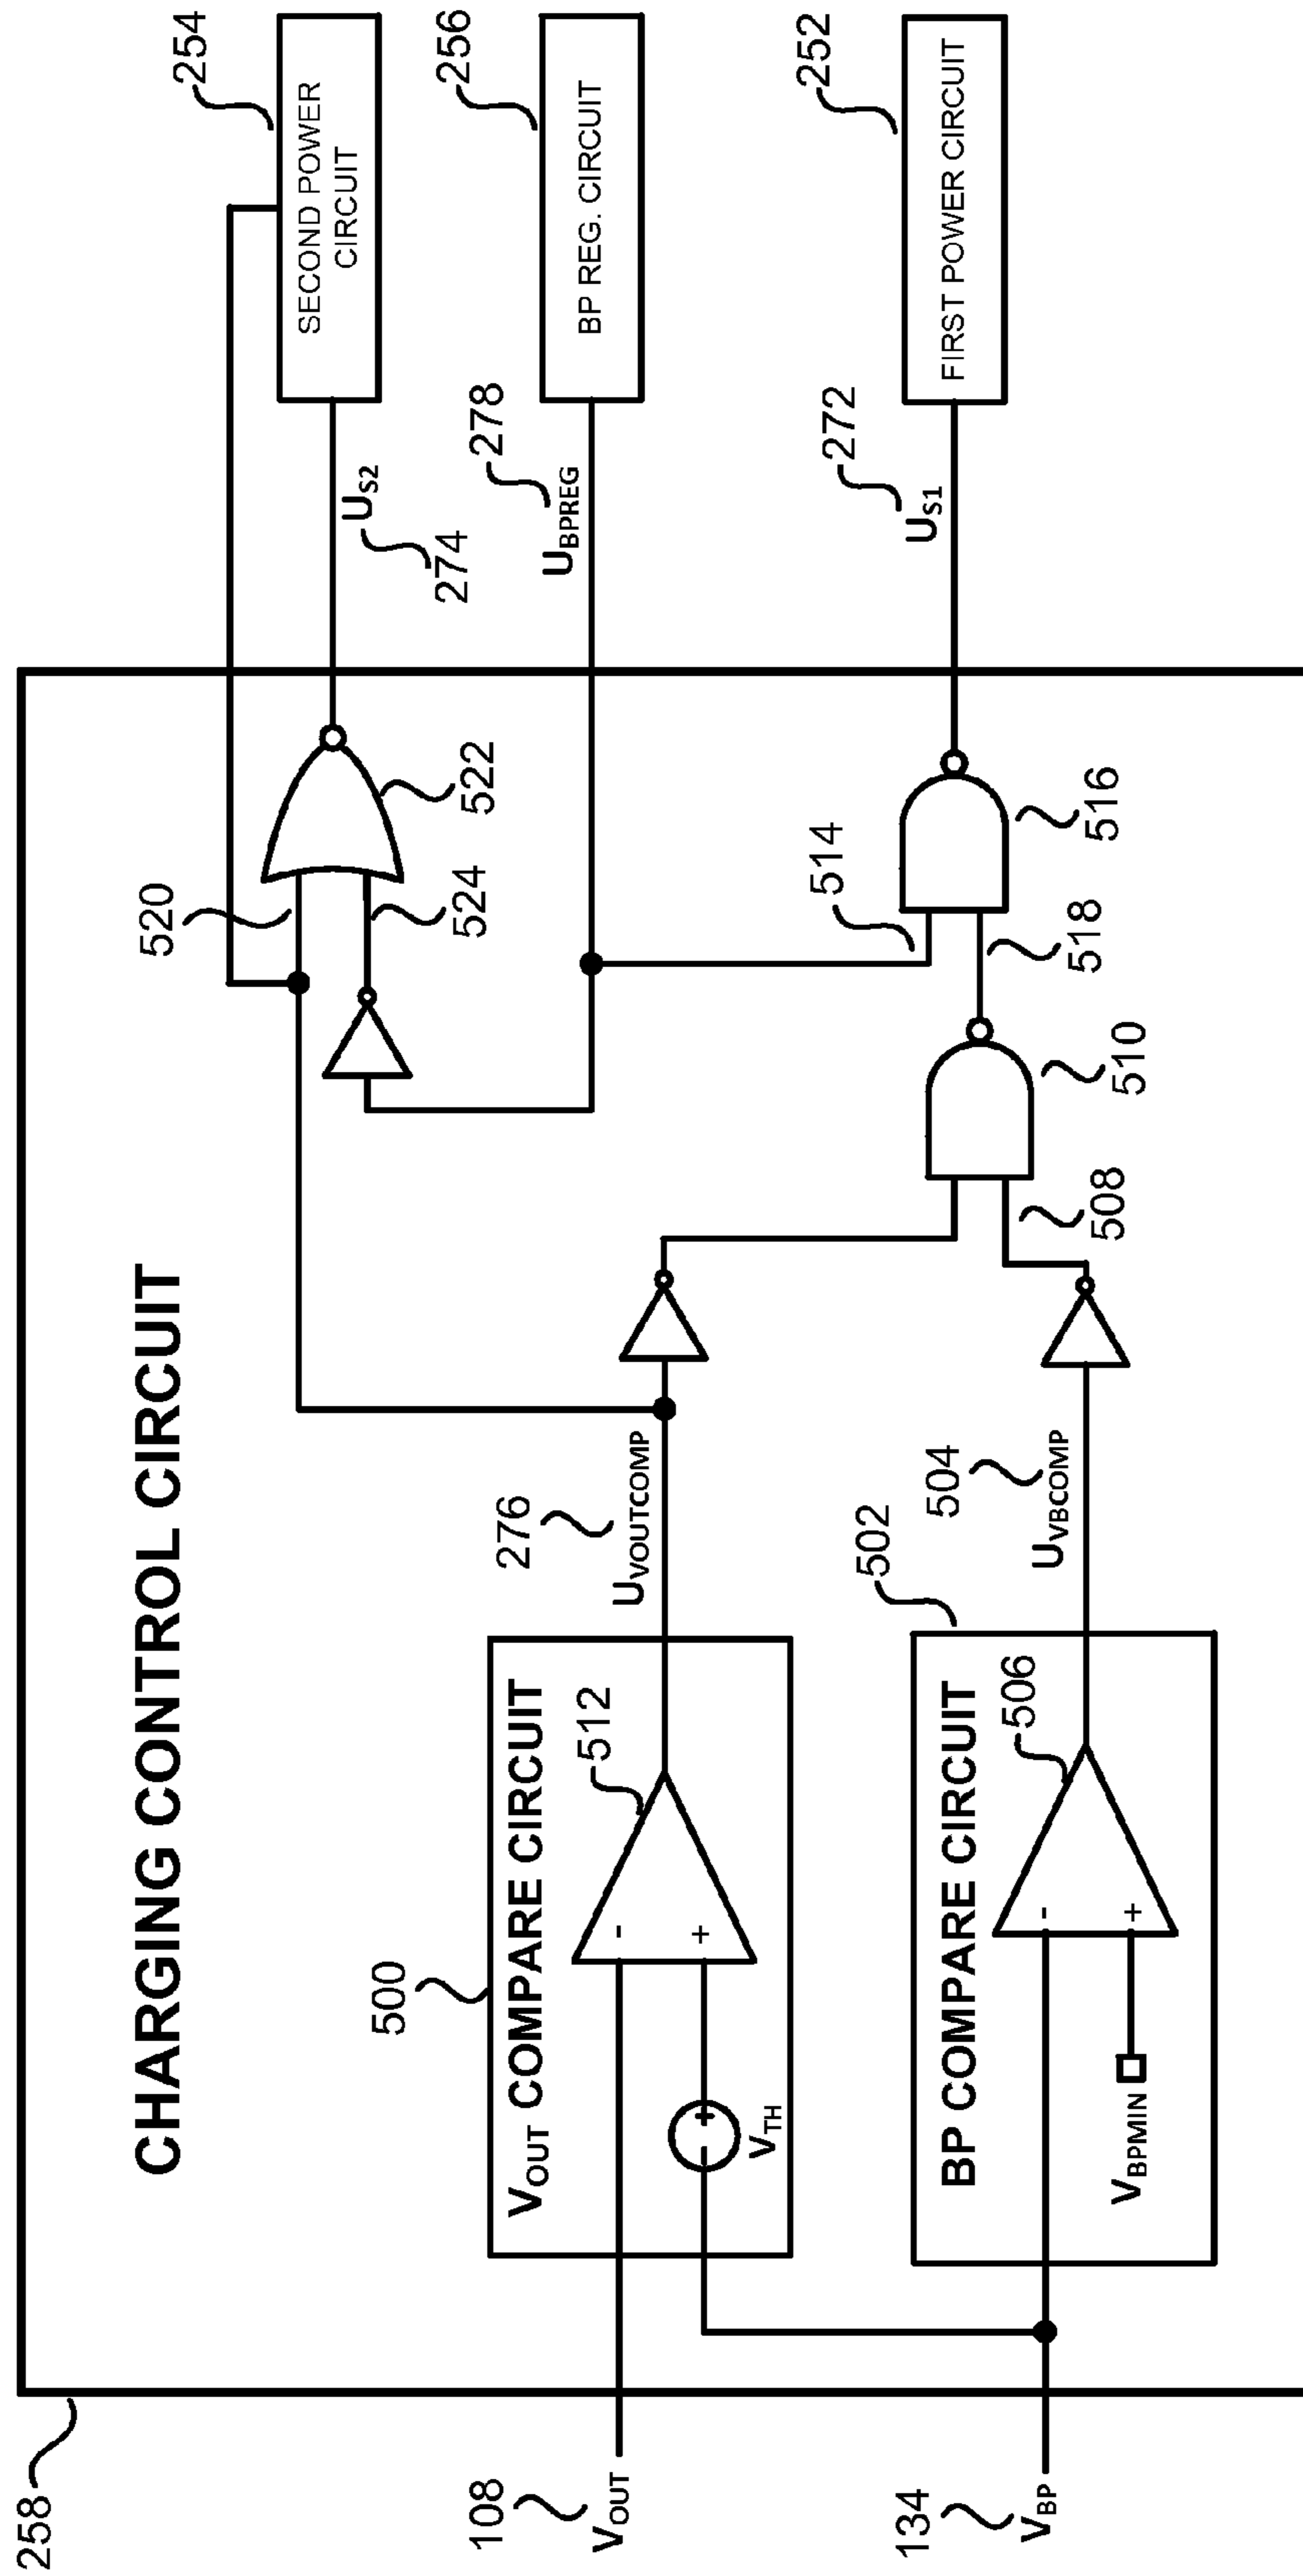 CHARGING CONTROL CIRCUIT
258
500
VOUT COMPARE CIRCUIT
512
-
+
- +
VTH
108
VOUT
276
UVOUTCOMP
520
522
524
US2
274
254
SECOND POWER
CIRCUIT
UBPREG
278
256
BP REG. CIRCUIT
502
BP COMPARE CIRCUIT
506
-
+
VBPMIN
134
VBP
504
UVBCOMP
508
510
514
518
516
US1
272
252
FIRST POWER CIRCUIT